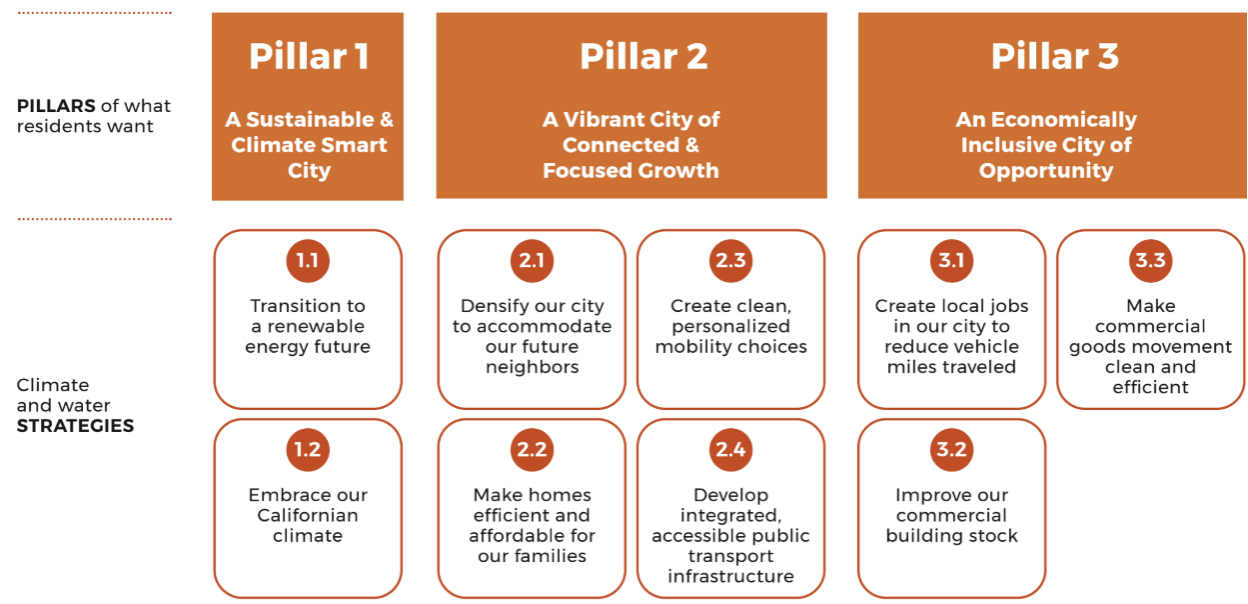 PILLARS of what
residents want
Pillar 1
A Sustainable &
Climate Smart
City
Pillar 2
A Vibrant City of
Connected &
Focused Growth
Pillar 3
An Economically
Inclusive City of
Opportunity
Climate
and water
STRATEGIES
1.1
Transition to
a renewable
energy future
1.2
Embrace our
Californian
climate
2.1
Densify our city
to accommodate
our future
neighbors
2.2
Make homes
efficient and
affordable for
our families
2.3
Create clean,
personalized
mobility choices
2.4
Develop
integrated,
accessible public
transport
infrastructure
3.1
Create local jobs
in our city to
reduce vehicle
miles traveled
3.2
Improve our
commercial
building stock
3.3
Make
commercial
goods movement
clean and
efficient